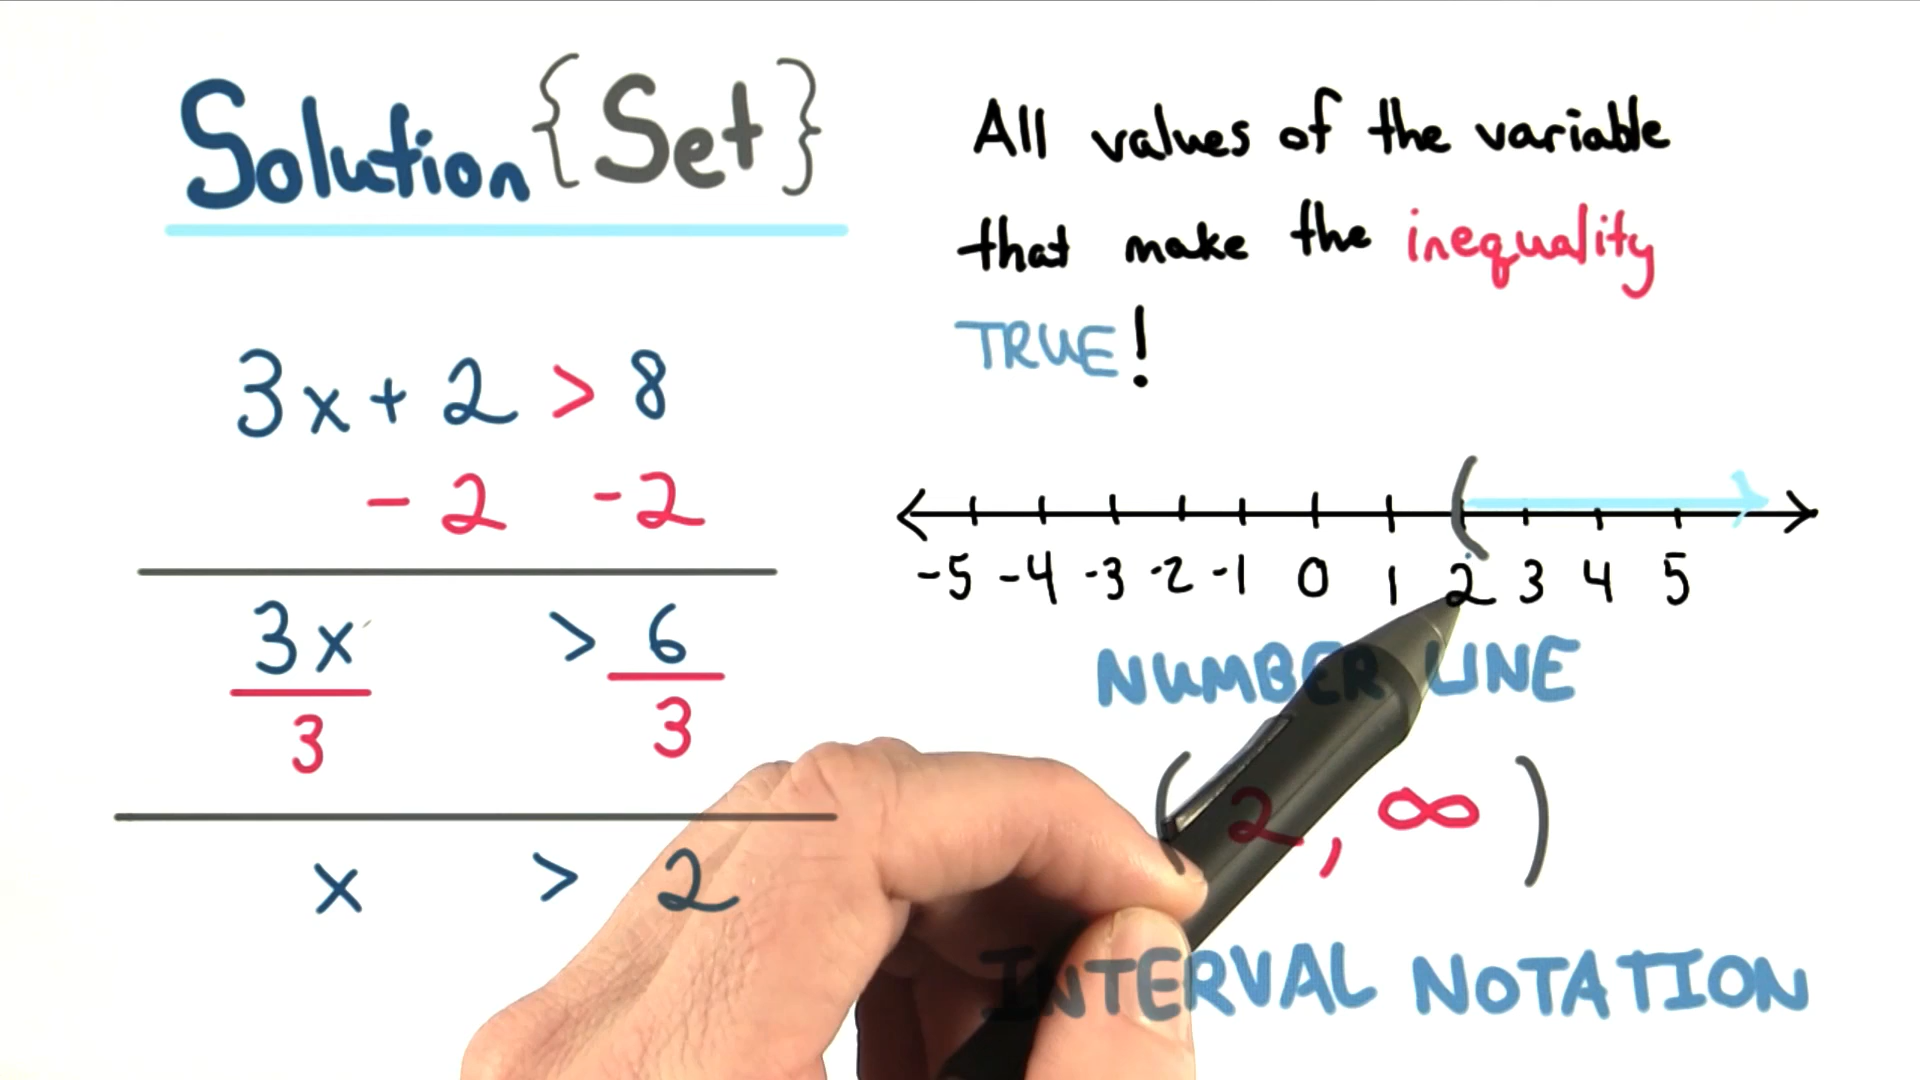 Solution {Set}
All values of the variable
that make the inequality
TRUE!
3x + 2 > 8
- 2 -2
3x > 6
3 3
x > 2
-5 -4 -3 -2 -1 0 1 2 3 4 5
NUMBER LINE
(2, ∞)
INTERVAL NOTATION